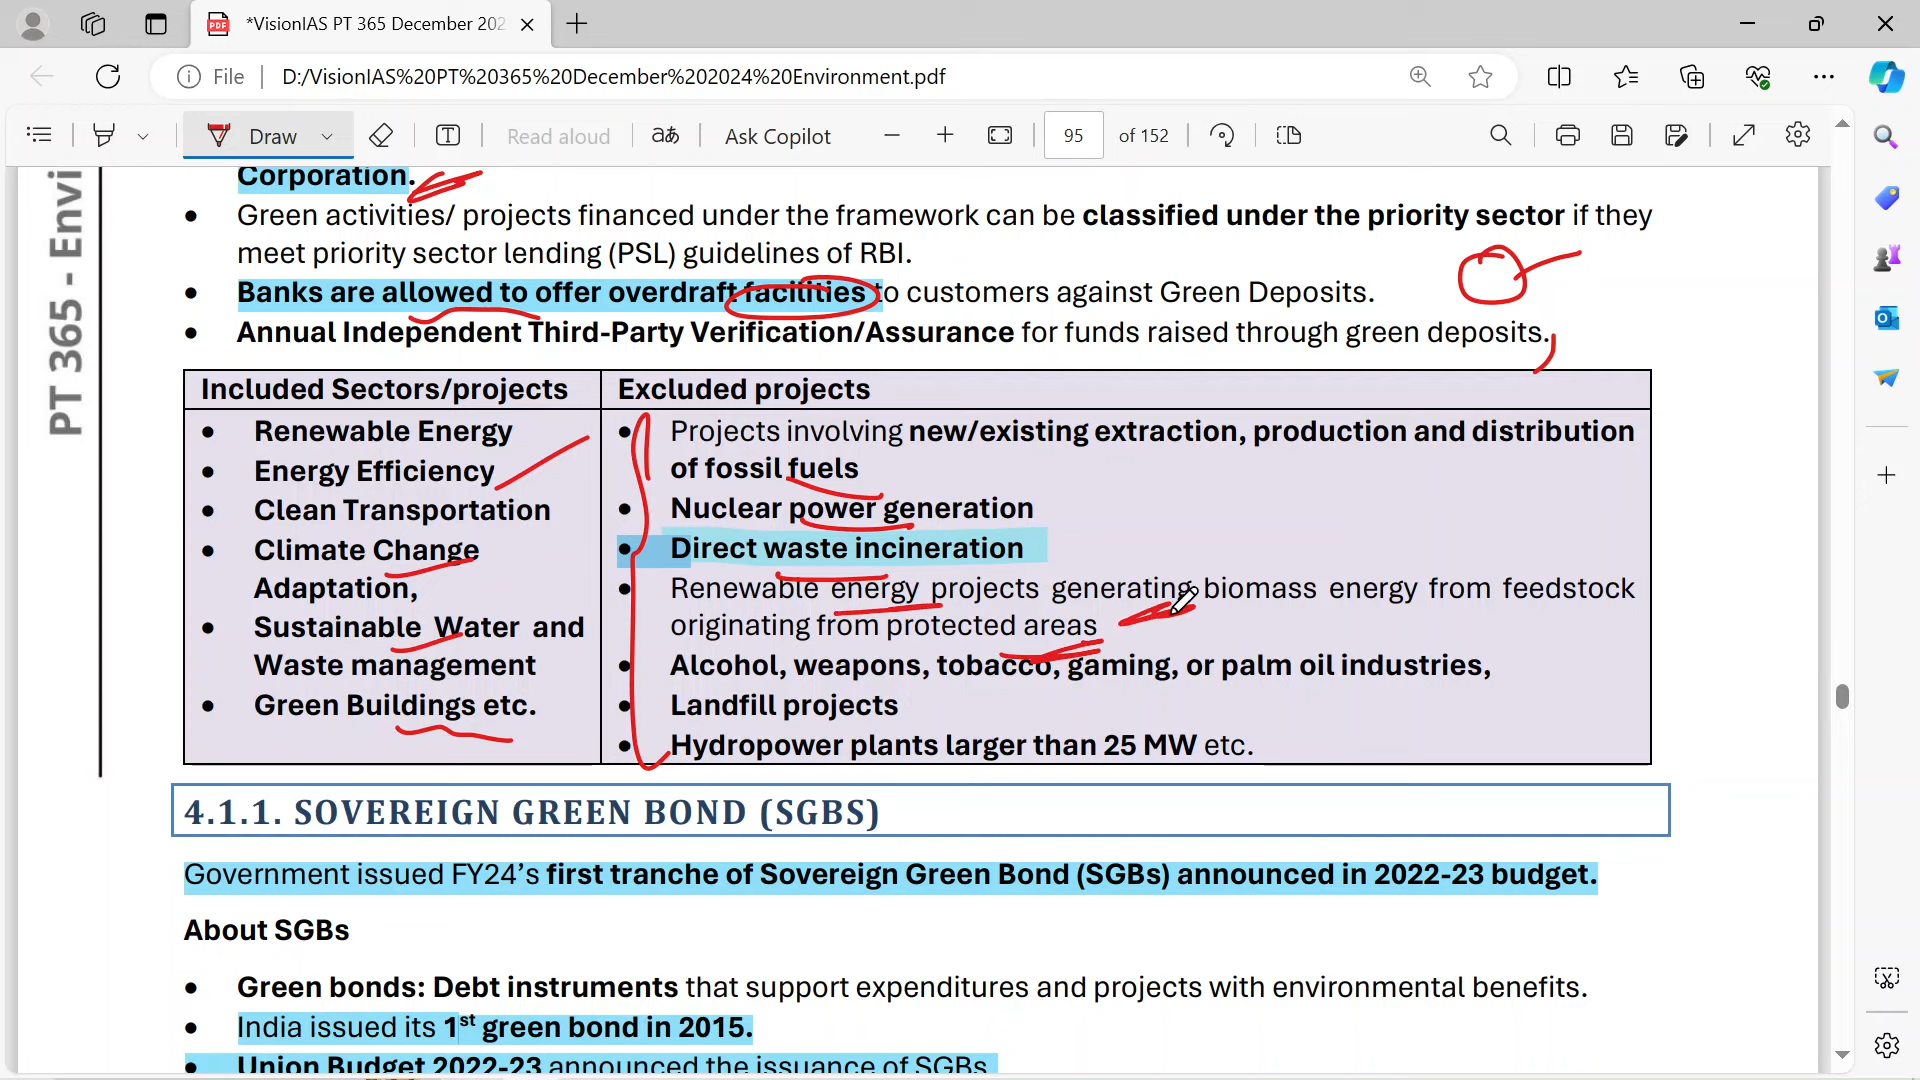 *VisionIAS PT 365 December 202
File
D:/VisionIAS%20PT%20365%20December%202024%20Environment.pdf
Draw
Read aloud
aあ
Ask Copilot
95 of 152
PT 365 - Envi
Corporation.
• Green activities/ projects financed under the framework can be classified under the priority sector if they
meet priority sector lending (PSL) guidelines of RBI.
• Banks are allowed to offer overdraft facilities to customers against Green Deposits.
• Annual Independent Third-Party Verification/Assurance for funds raised through green deposits.
Included Sectors/projects
• Renewable Energy
• Energy Efficiency
• Clean Transportation
• Climate Change
Adaptation,
• Sustainable Water and
Waste management
• Green Buildings etc.
Excluded projects
• Projects involving new/existing extraction, production and distribution
of fossil fuels
• Nuclear power generation
• Direct waste incineration
• Renewable energy projects generating biomass energy from feedstock
originating from protected areas
• Alcohol, weapons, tobacco, gaming, or palm oil industries,
• Landfill projects
• Hydropower plants larger than 25 MW etc.
4.1.1. SOVEREIGN GREEN BOND (SGBS)
Government issued FY24’s first tranche of Sovereign Green Bond (SGBs) announced in 2022-23 budget.
About SGBs
• Green bonds: Debt instruments that support expenditures and projects with environmental benefits.
• India issued its 1st green bond in 2015.
• Union Budget 2022-23 announced the issuance of SGBs